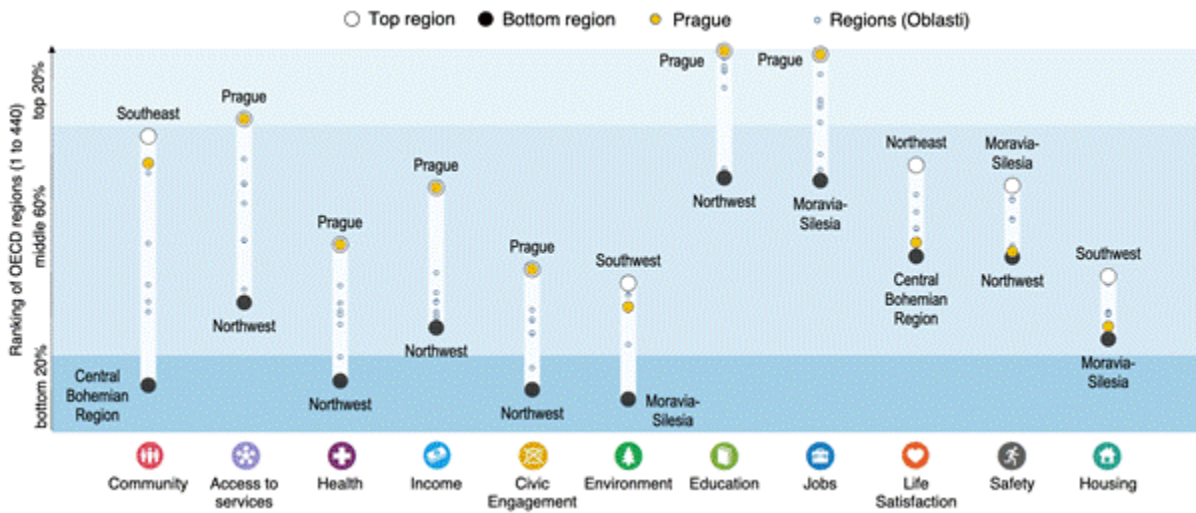 Top region
Bottom region
Prague
Regions (Oblasti)
Ranking of OECD regions (1 to 440)
top 20%
middle 60%
bottom 20%
Southeast
Central
Bohemian
Region
Prague
Northwest
Prague
Northwest
Prague
Northwest
Prague
Northwest
Southwest
Moravia-
Silesia
Prague
Northwest
Prague
Moravia-
Silesia
Northeast
Central
Bohemian
Region
Moravia-
Silesia
Northwest
Southwest
Moravia-
Silesia
Community
Access to
services
Health
Income
Civic
Engagement
Environment
Education
Jobs
Life
Satisfaction
Safety
Housing